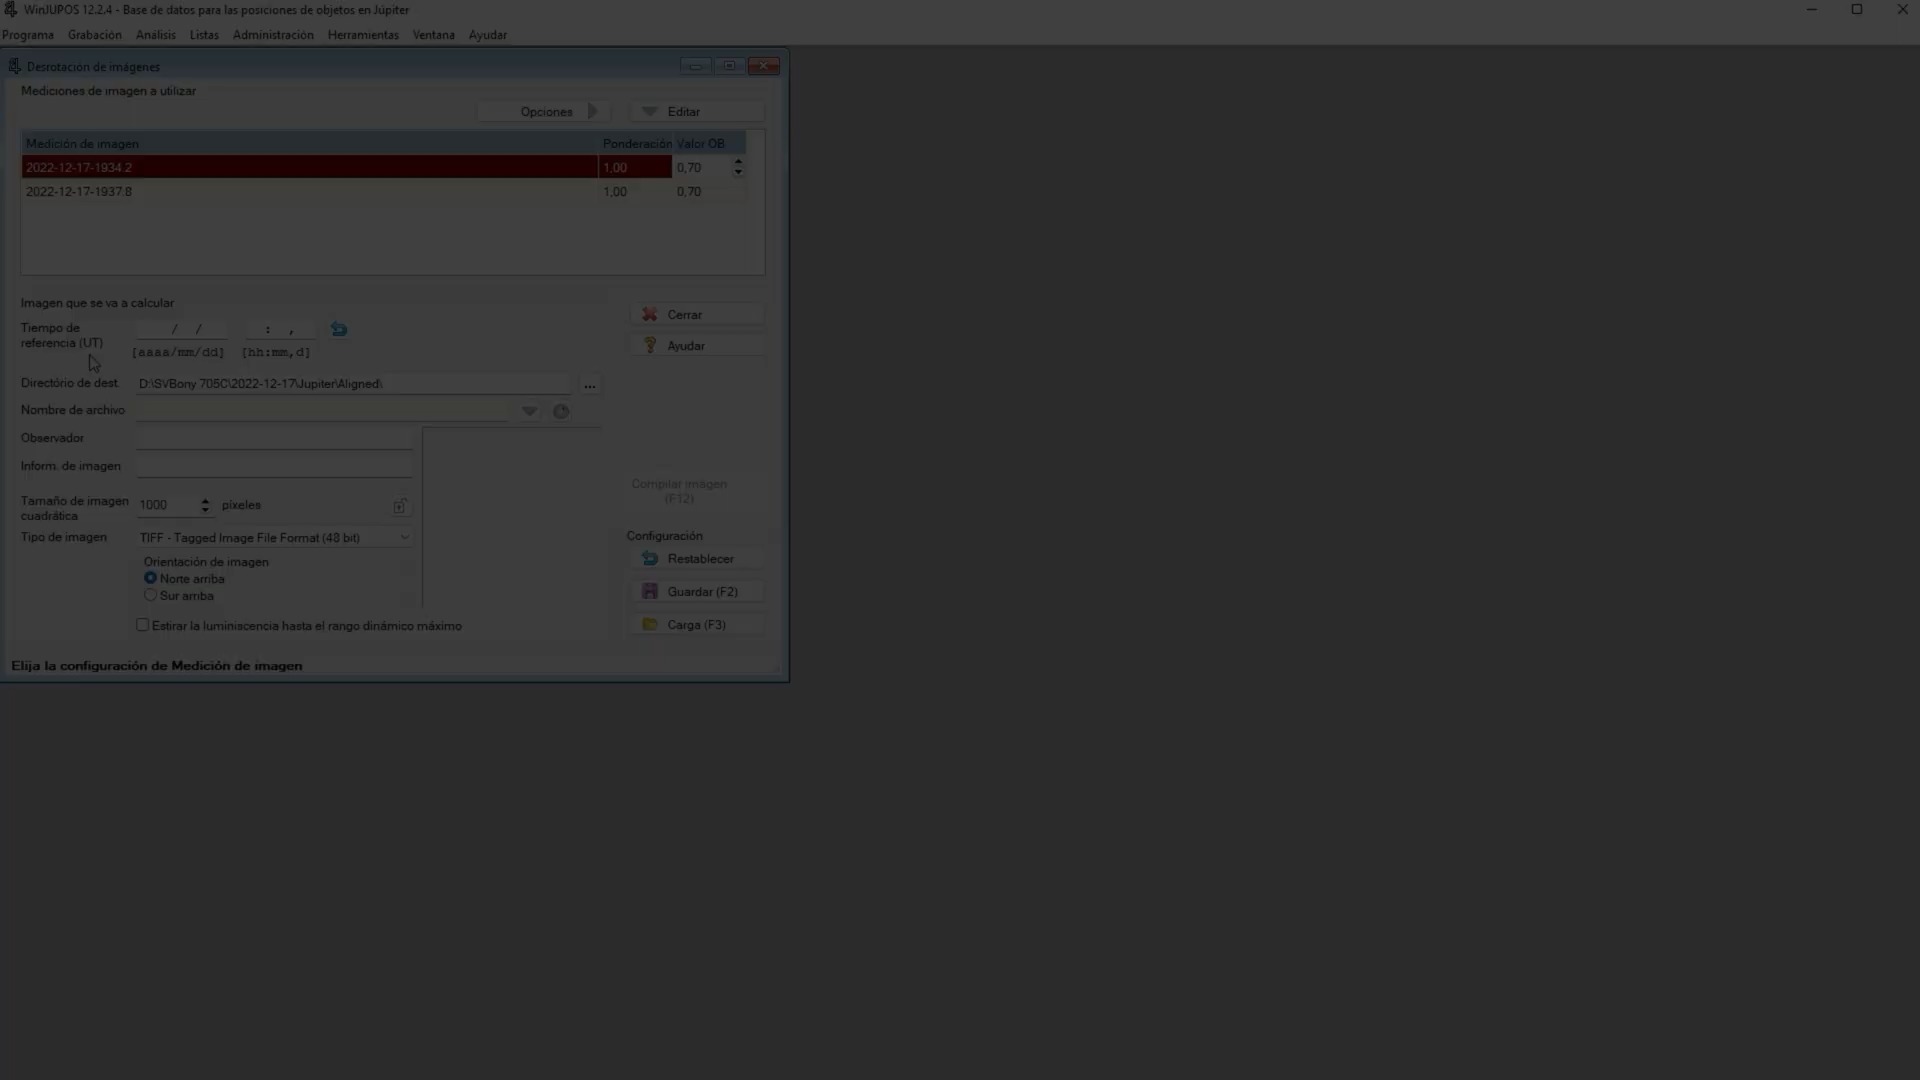 WinJUPOS 12.2.4 - Base de datos para las posiciones de objetos en Júpiter
Programa Grabación Análisis Listas Administración Herramientas Ventana Ayudar
Desrotación de imágenes
Mediciones de imagen a utilizar
Opciones Editar
Medición de imagen Ponderación Valor OB
2022-12-17-1934.2 1,00 0,70
2022-12-17-1937.8 1,00 0,70
Imagen que se va a calcular
Tiempo de referencia (UT) / / : ,
[aaaa/mm/dd] [hh:mm,d]
Cerrar
Ayudar
Directório de dest. D:\SVBony 705C\2022-12-17\Jupiter\Aligned\ ...
Nombre de archivo
Observador
Inform. de imagen
Compilar imagen
(F12)
Tamaño de imagen
cuadrática 1000 píxeles
Tipo de imagen TIFF - Tagged Image File Format (48 bit)
Configuración
Orientación de imagen
Norte arriba
Sur arriba
Restablecer
Guardar (F2)
Carga (F3)
Estirar la luminiscencia hasta el rango dinámico máximo
Elija la configuración de Medición de imagen